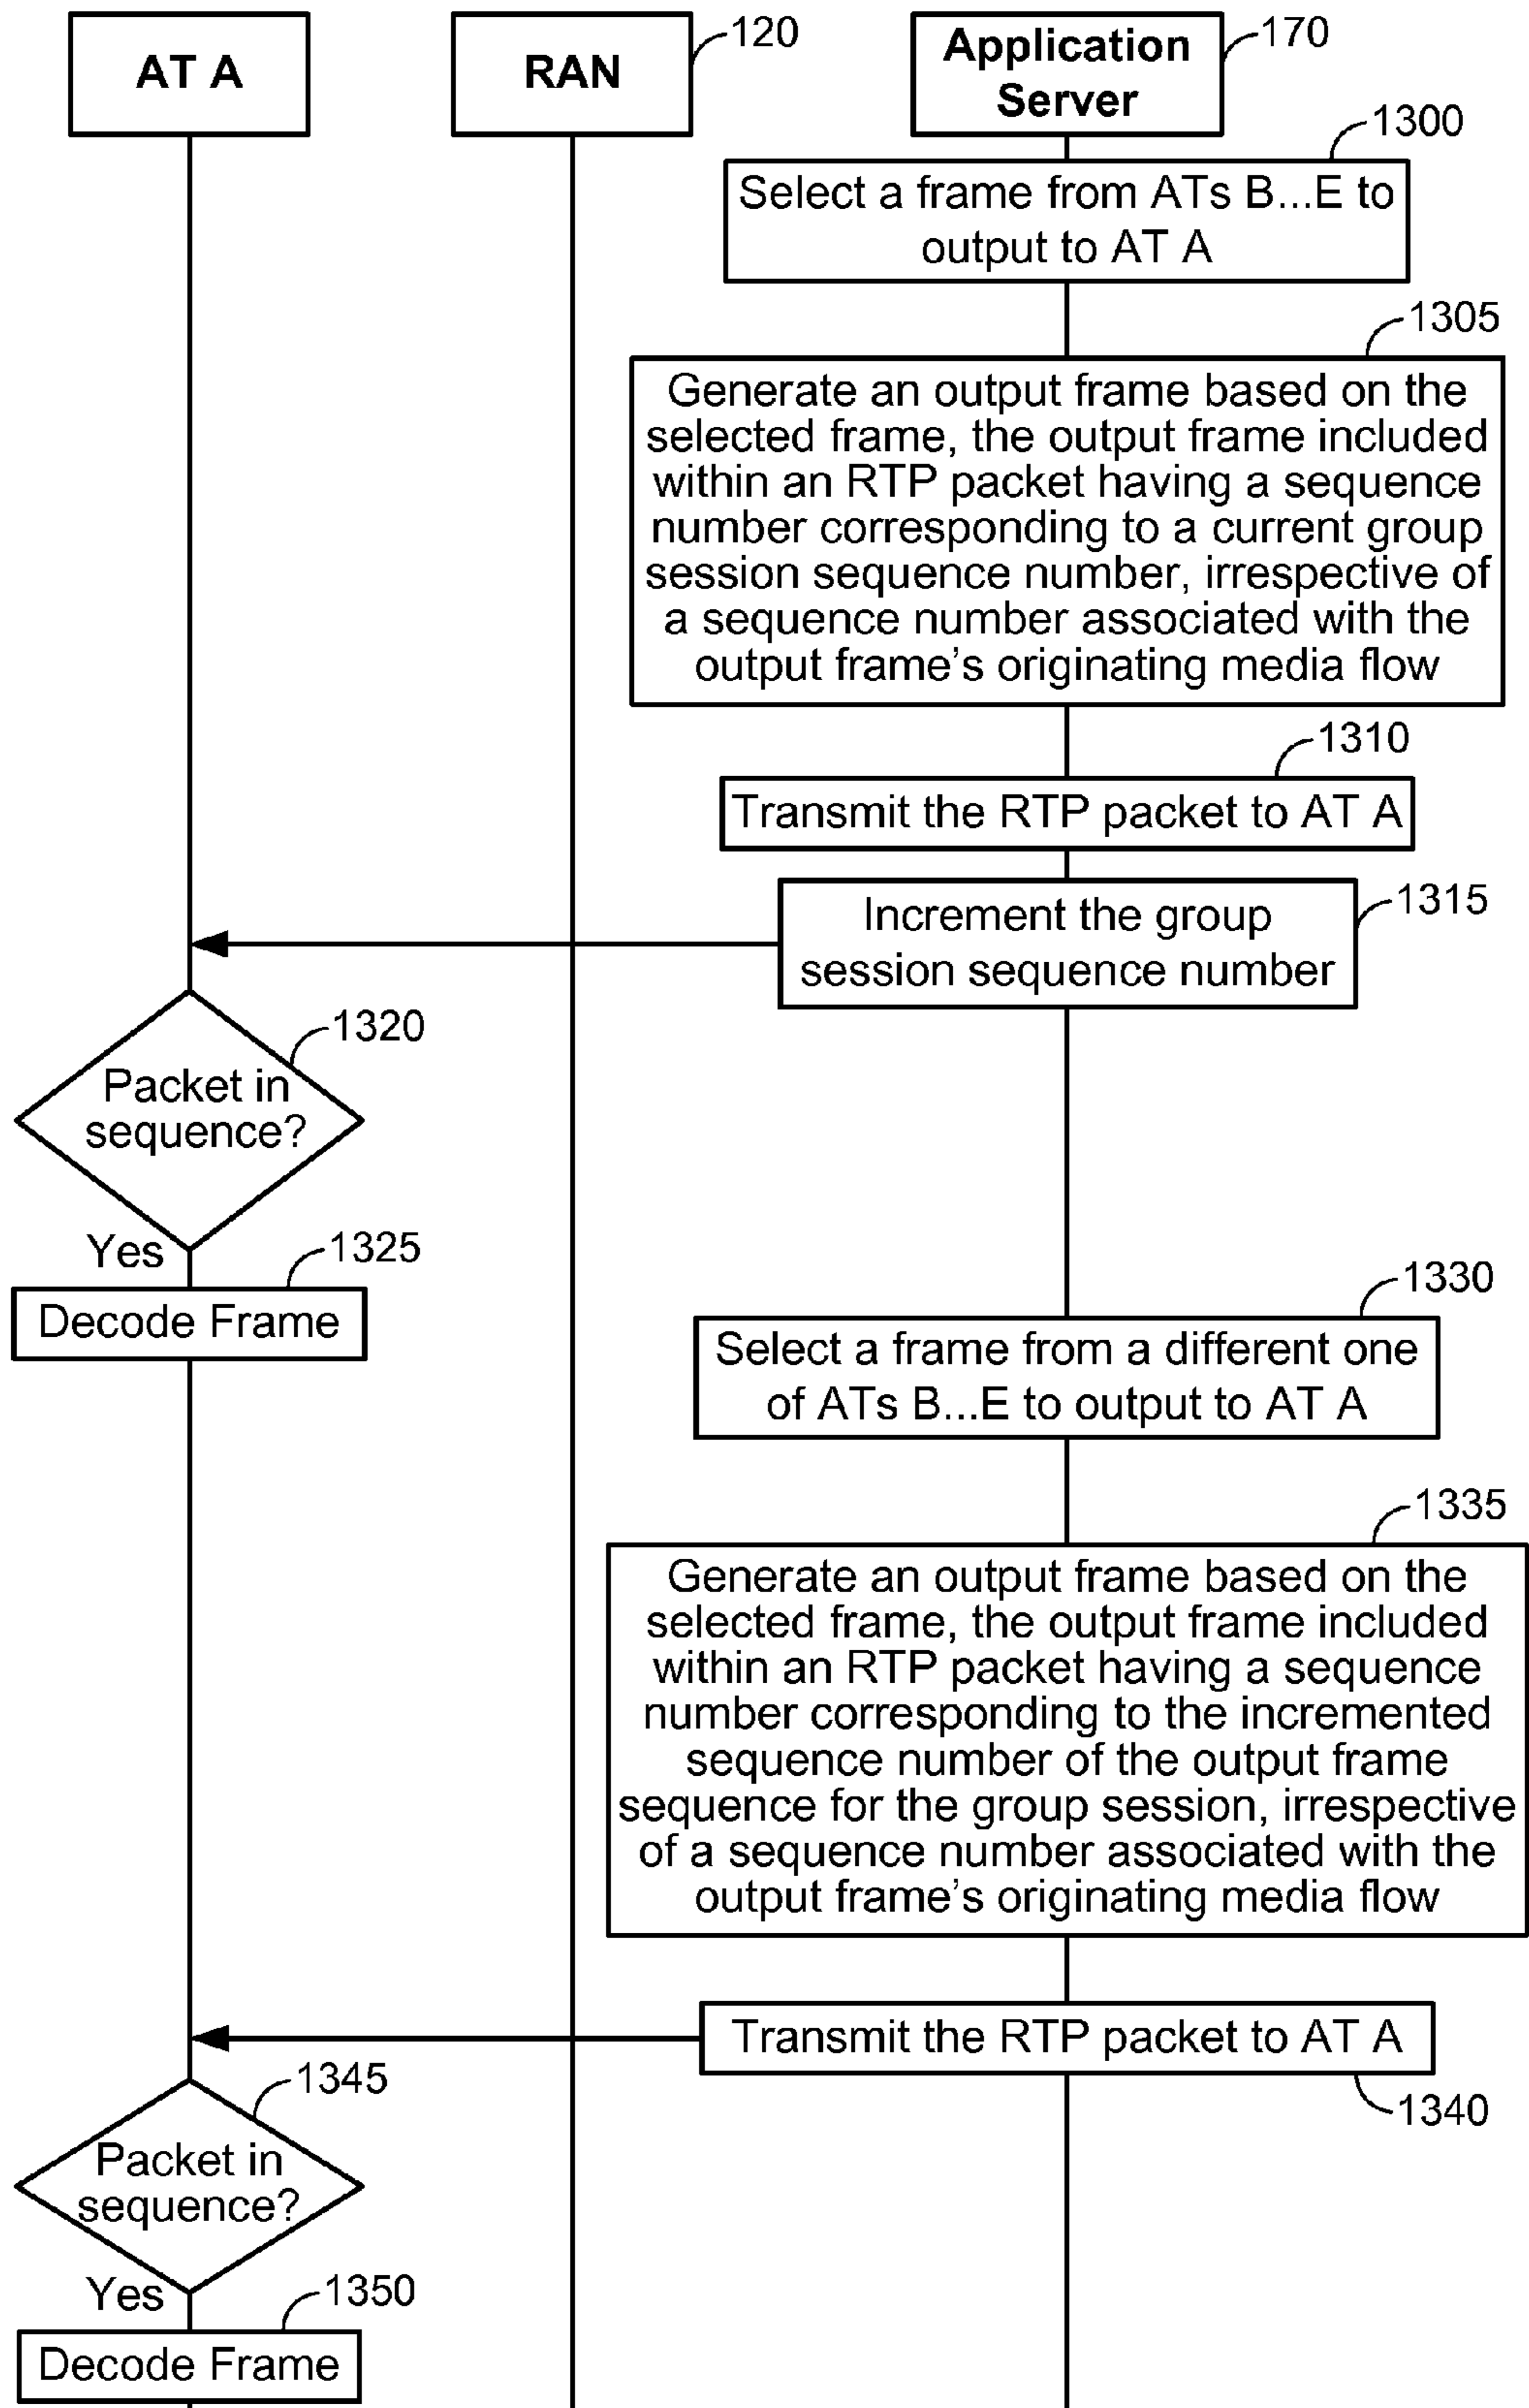 AT A
RAN
120
Application
Server
170
1300
Select a frame from ATs B...E to
output to AT A
1305
Generate an output frame based on the
selected frame, the output frame included
within an RTP packet having a sequence
number corresponding to a current group
session sequence number, irrespective of
a sequence number associated with the
output frame's originating media flow
1310
Transmit the RTP packet to AT A
1315
Increment the group
session sequence number
1320
Packet in
sequence?
Yes
1325
Decode Frame
1330
Select a frame from a different one
of ATs B...E to output to AT A
1335
Generate an output frame based on the
selected frame, the output frame included
within an RTP packet having a sequence
number corresponding to the incremented
sequence number of the output frame
sequence for the group session, irrespective
of a sequence number associated with the
output frame's originating media flow
Transmit the RTP packet to AT A
1340
1345
Packet in
sequence?
Yes
1350
Decode Frame